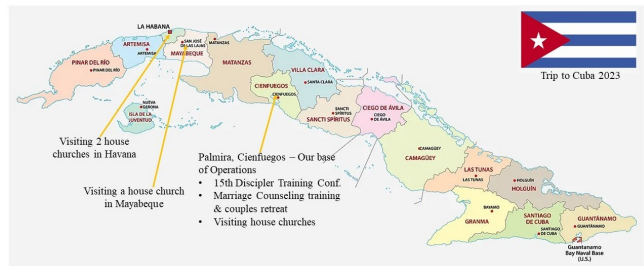 LA HABANA
Trip to Cuba 2023
ARTEMISA
ARTEMISA
SAN JOSÉ
DE LAS LAJAS
MAYABEQUE
MATANZAS
PINAR DEL RÍO
PINAR DEL RÍO
MATANZAS
VILLA CLARA
SANTA CLARA
CIENFUEGOS
CIENFUEGOS
NUEVA
GERONA
ISLA DE LA
JUVENTUD
SANCTI
SPÍRITUS
SANCTI SPÍRITUS
CIEGO DE ÁVILA
CIEGO
DE ÁVILA
Visiting 2 house
churches in Havana
Visiting a house church
in Mayabeque
Palmira, Cienfuegos – Our base
of Operations
• 15th Discipler Training Conf.
• Marriage Counseling training
& couples retreat
• Visiting house churches
CAMAGÜEY
CAMAGÜEY
LAS TUNAS
LAS TUNAS
HOLGUÍN
HOLGUÍN
BAYAMO
GRANMA
SANTIAGO
DE CUBA
SANTIAGO
DE CUBA
GUANTÁNAMO
GUANTÁNAMO
Guantanamo
Bay Naval Base
(U.S.)